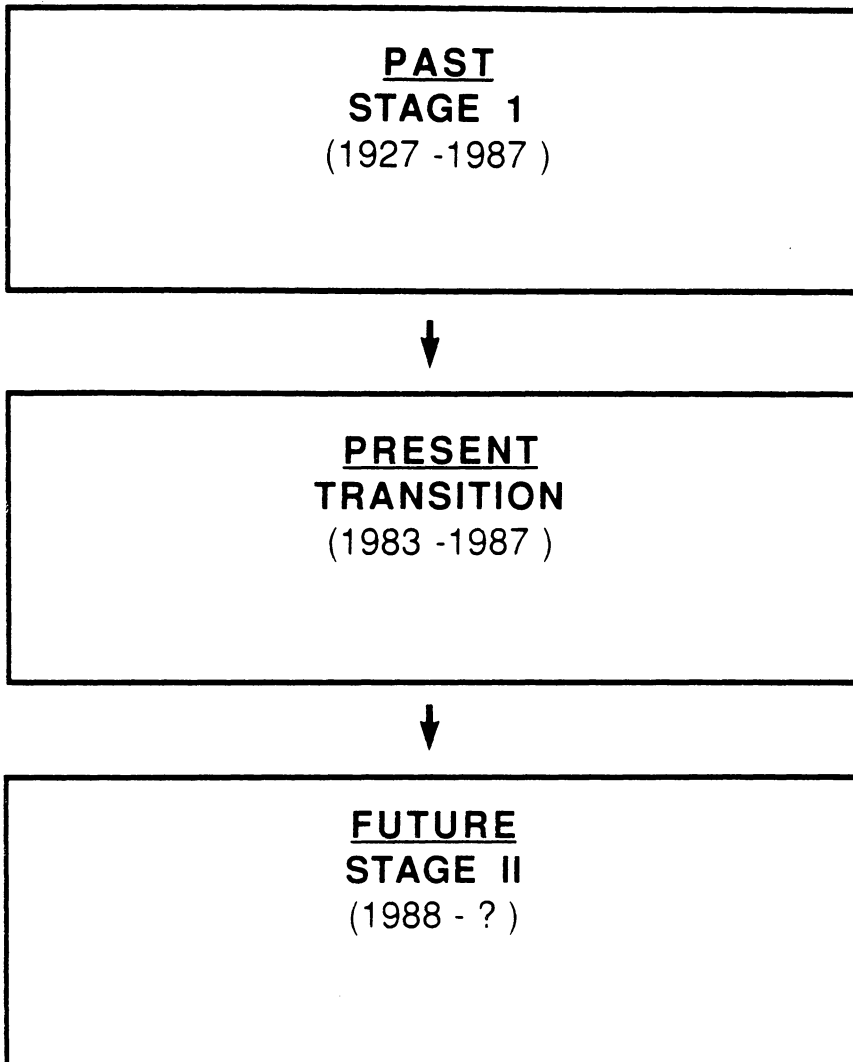 PAST
STAGE 1
(1927 -1987 )
PRESENT
TRANSITION
(1983 -1987 )
FUTURE
STAGE II
(1988 - ? )